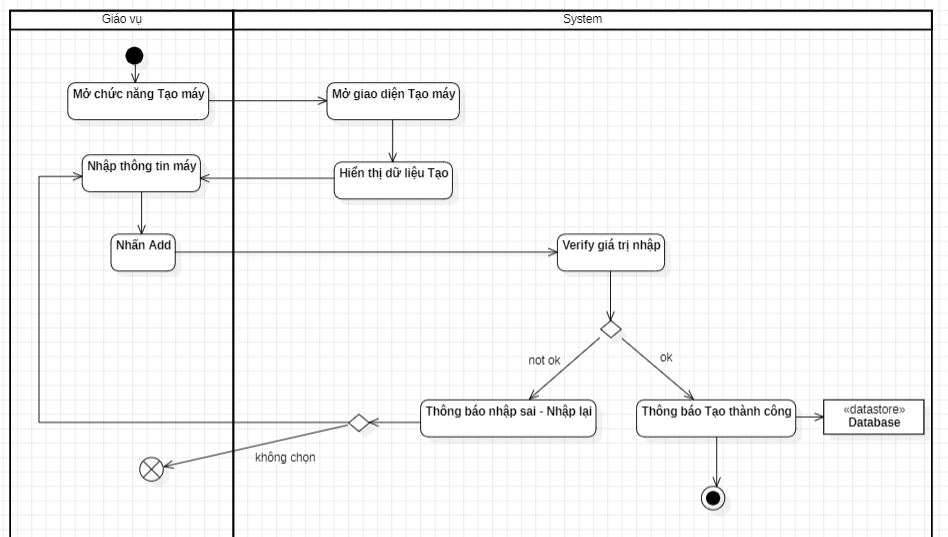 Giáo vụ
System
Mở chức năng Tạo máy
Mở giao diện Tạo máy
Nhập thông tin máy
Hiển thị dữ liệu Tạo
Nhấn Add
Verify giá trị nhập
not ok
ok
Thông báo nhập sai - Nhập lại
Thông báo Tạo thành công
«datastore»
Database
không chọn